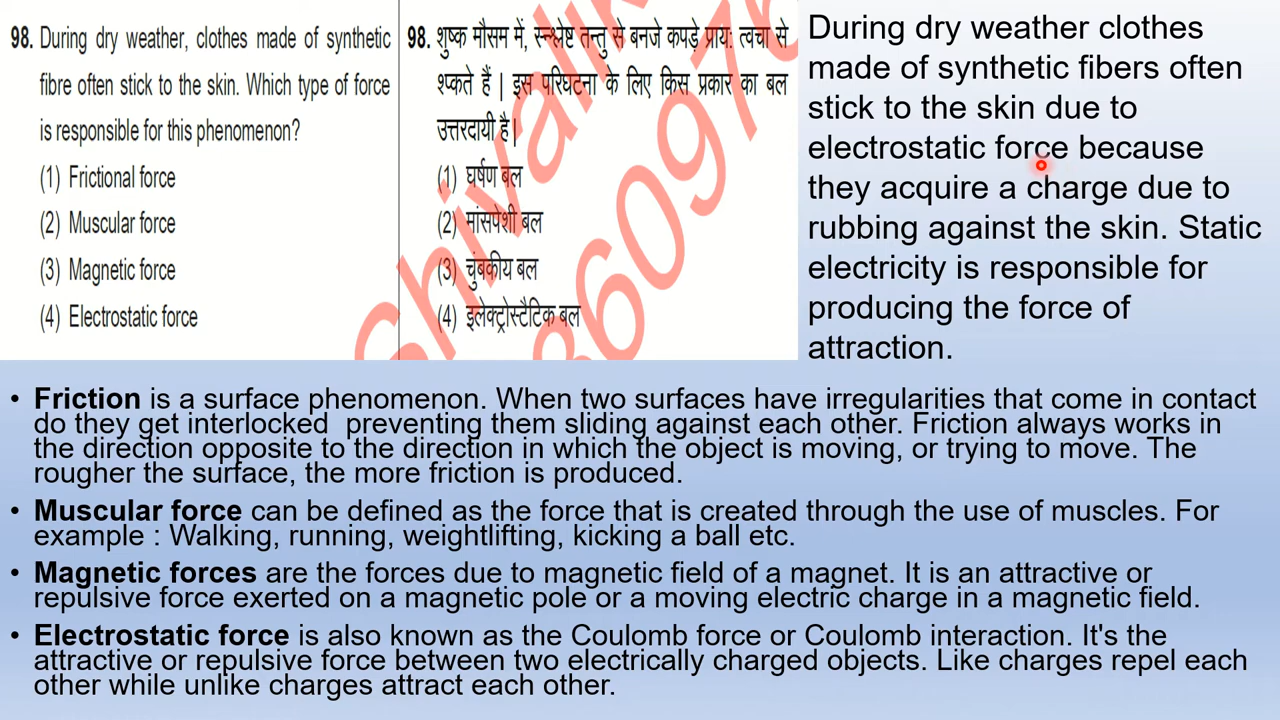 98. During dry weather, clothes made of synthetic
fibre often stick to the skin. Which type of force
is responsible for this phenomenon?
(1) Frictional force
(2) Muscular force
(3) Magnetic force
(4) Electrostatic force
98. शुष्क मौसम में, स्न्श्लेष्ट तन्तु से बनजे कपड़े प्राय: त्वचा से
श्प्कते हैं | इस परिघटना के लिए किस प्रकार का बल
उत्तरदायी है |
(1) घर्षण बल
(2) मांसपेशी बल
(3) चुंबकीय बल
(4) इलेक्ट्रोस्टैटिक बल
Shivalik
860976
During dry weather clothes
made of synthetic fibers often
stick to the skin due to
electrostatic force because
they acquire a charge due to
rubbing against the skin. Static
electricity is responsible for
producing the force of
attraction.
• Friction is a surface phenomenon. When two surfaces have irregularities that come in contact
do they get interlocked preventing them sliding against each other. Friction always works in
the direction opposite to the direction in which the object is moving, or trying to move. The
rougher the surface, the more friction is produced.
• Muscular force can be defined as the force that is created through the use of muscles. For
example : Walking, running, weightlifting, kicking a ball etc.
• Magnetic forces are the forces due to magnetic field of a magnet. It is an attractive or
repulsive force exerted on a magnetic pole or a moving electric charge in a magnetic field.
• Electrostatic force is also known as the Coulomb force or Coulomb interaction. It's the
attractive or repulsive force between two electrically charged objects. Like charges repel each
other while unlike charges attract each other.